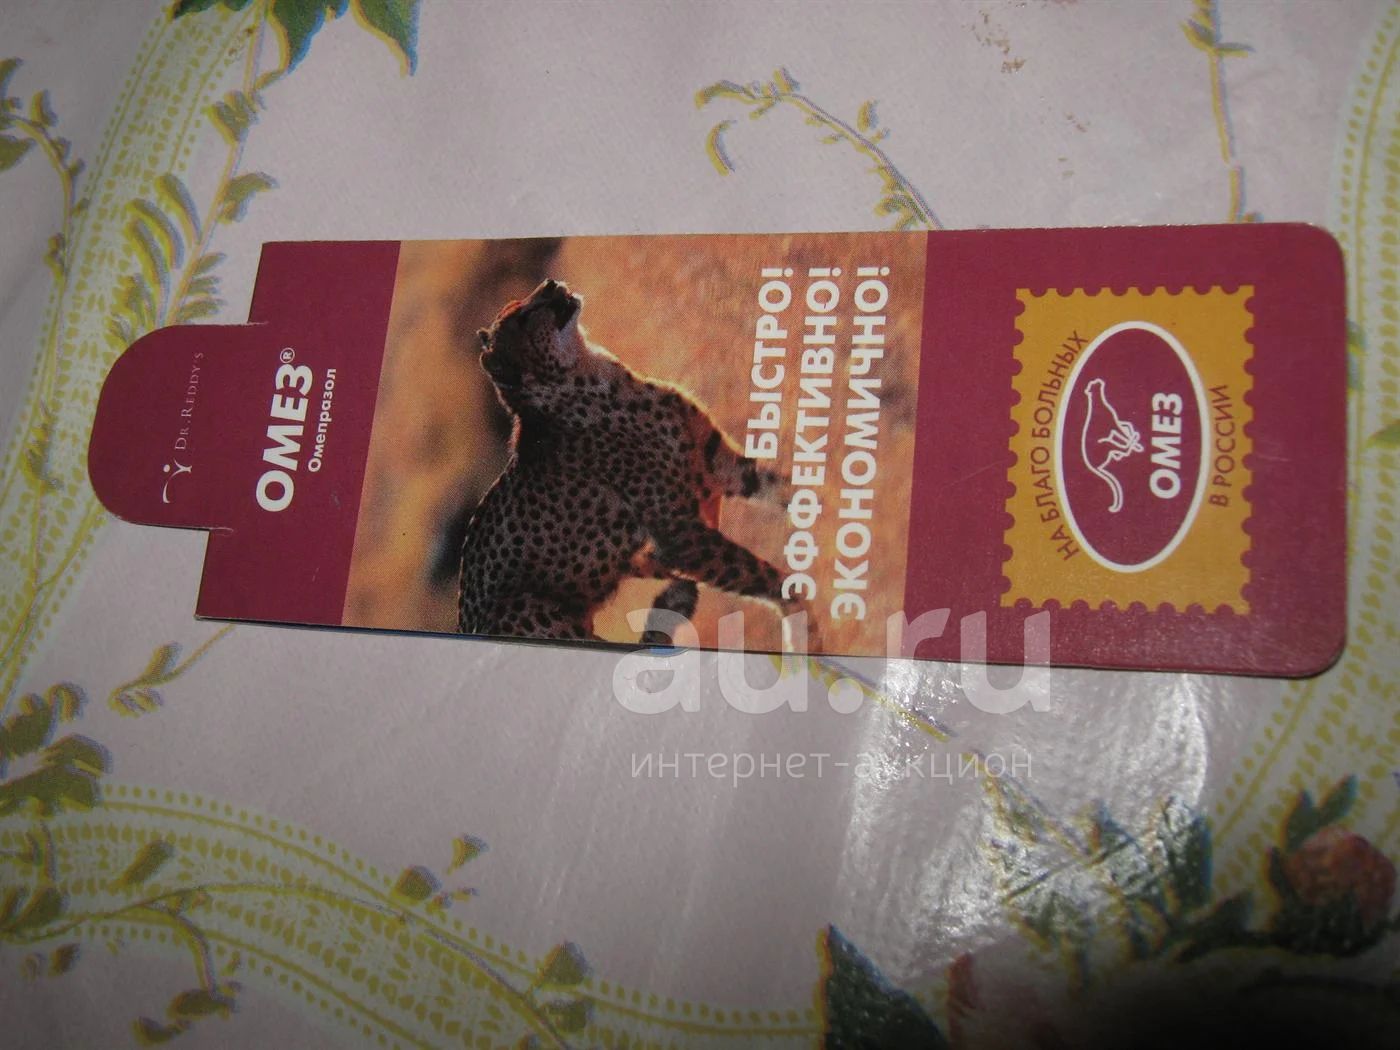 DR.REDDY'S
ОМЕЗ®
Омепразол
БЫСТРО!
ЭФФЕКТИВНО!
ЭКОНОМИЧНО!
НА БЛАГО БОЛЬНЫХ
ОМЕЗ
В РОССИИ
au.ru
интернет-аукцион